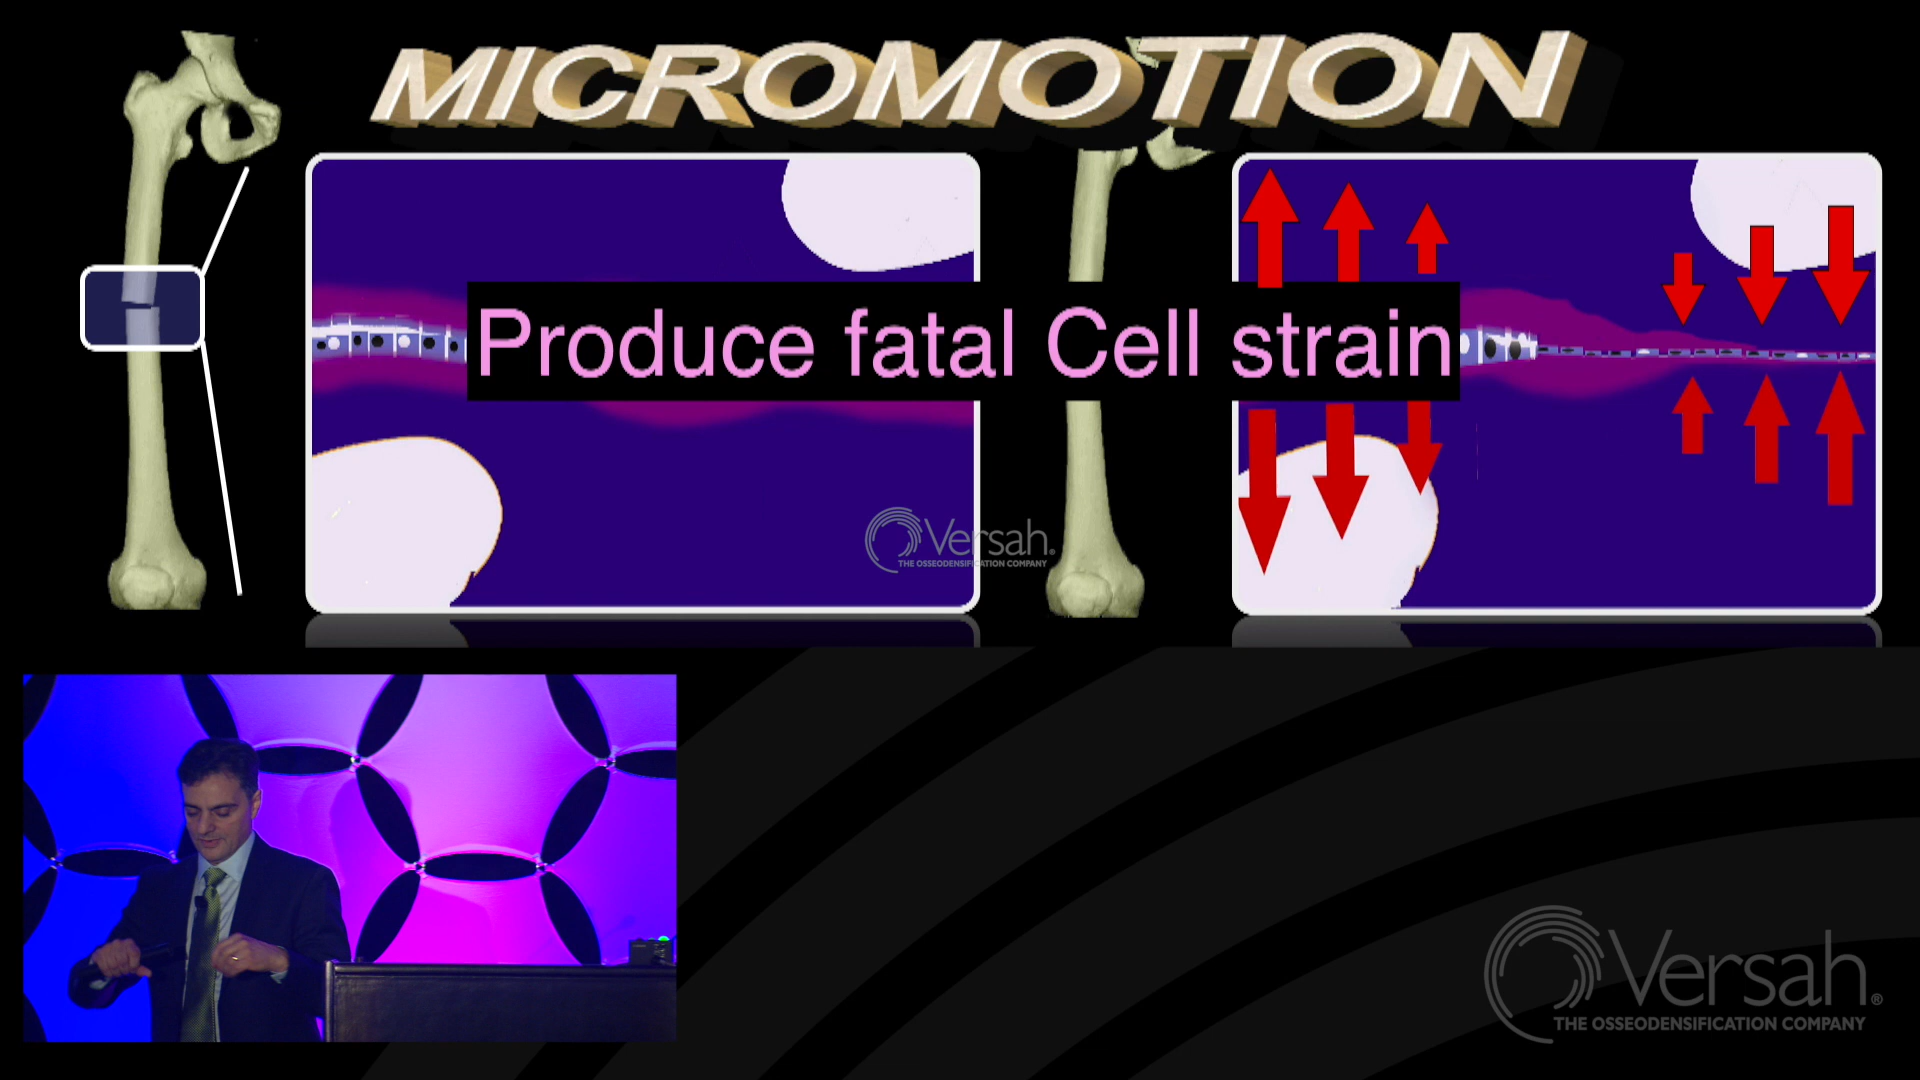 MICROMOTION
Produce fatal Cell strain
Versah®
THE OSSEODENSIFICATION COMPANY
Versah®
THE OSSEODENSIFICATION COMPANY